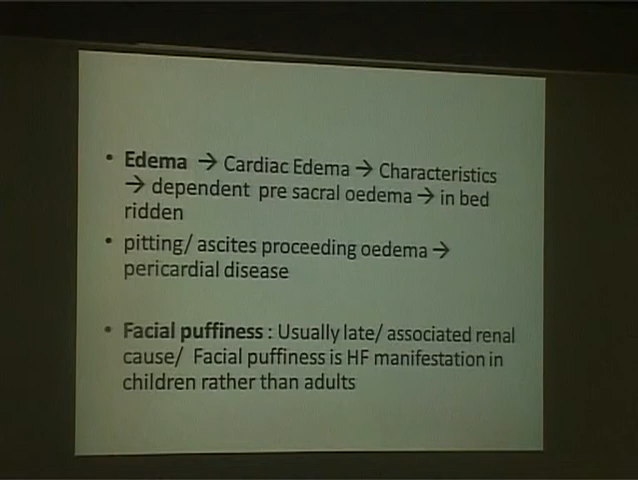 • Edema → Cardiac Edema → Characteristics
→ dependent pre sacral oedema → in bed
ridden
• pitting/ ascites proceeding oedema →
pericardial disease
• Facial puffiness : Usually late/ associated renal
cause/ Facial puffiness is HF manifestation in
children rather than adults